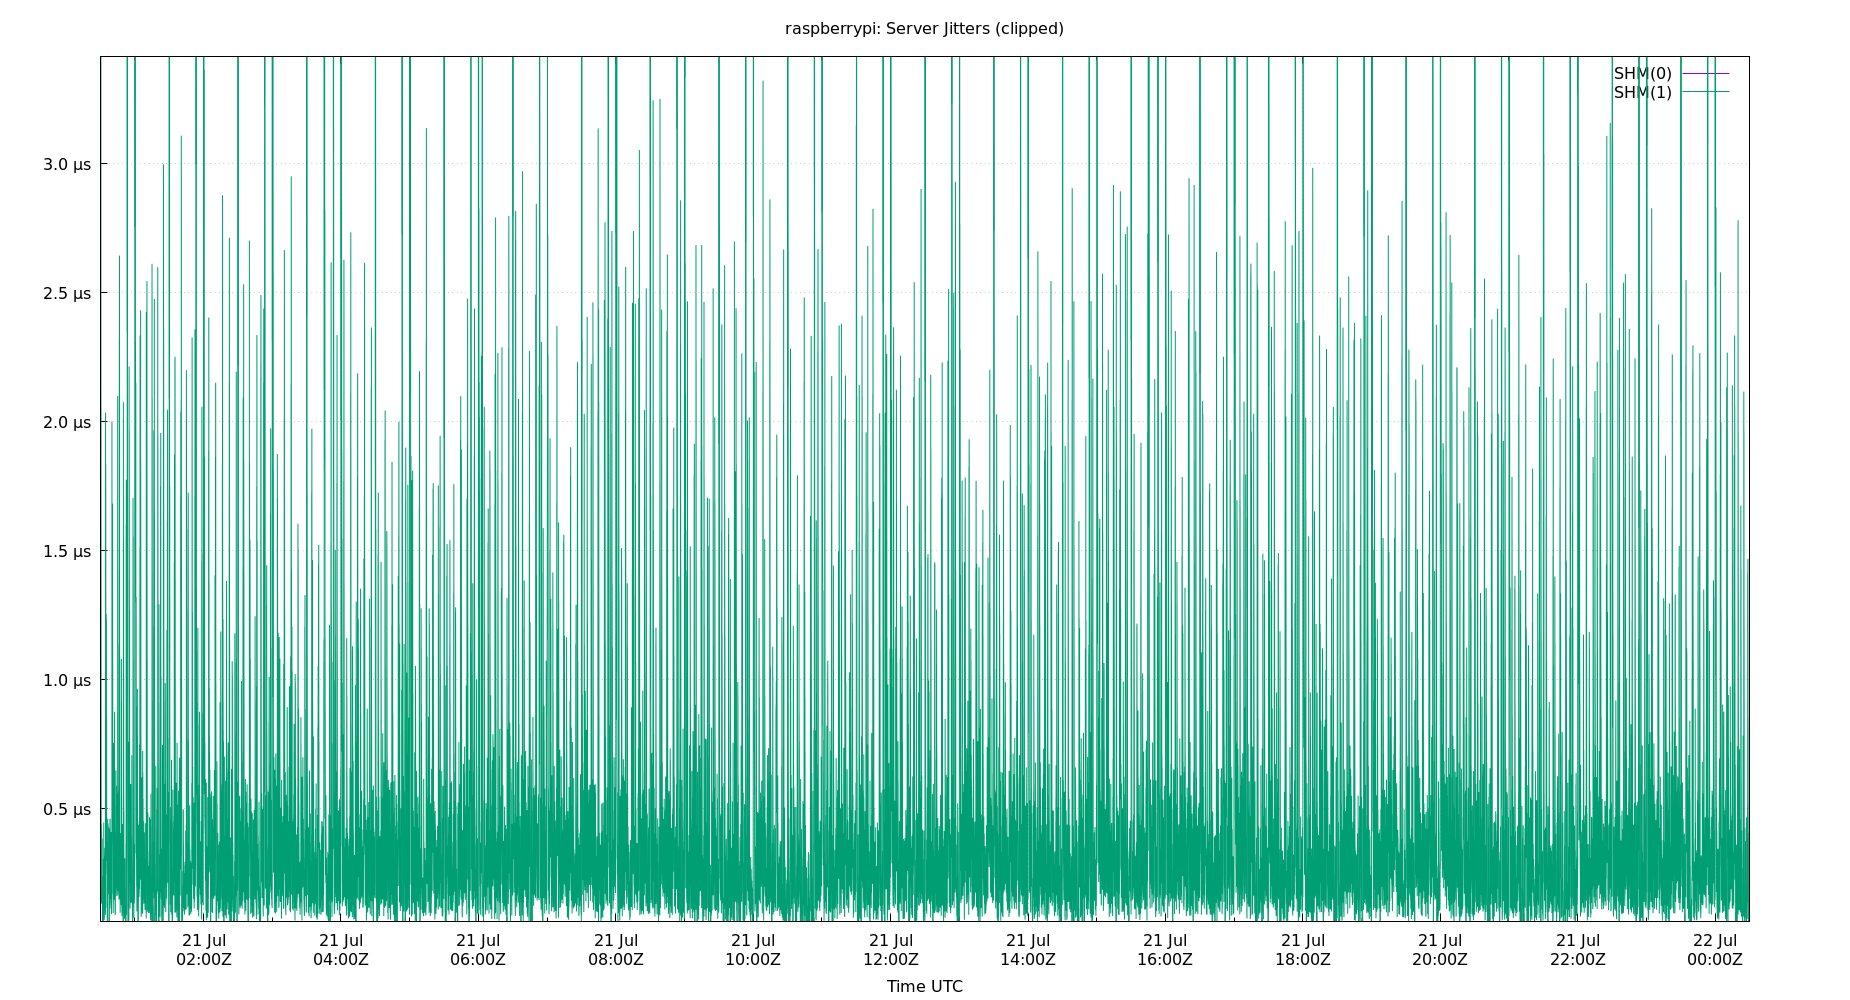 raspberrypi: Server Jitters (clipped)
SHM(0)
SHM(1)
3.0 µs
2.5 µs
2.0 µs
1.5 µs
1.0 µs
0.5 µs
21 Jul 21 Jul 21 Jul 21 Jul 21 Jul 21 Jul 21 Jul 21 Jul 21 Jul 21 Jul 21 Jul 22 Jul
02:00Z 04:00Z 06:00Z 08:00Z 10:00Z 12:00Z 14:00Z 16:00Z 18:00Z 20:00Z 22:00Z 00:00Z
Time UTC